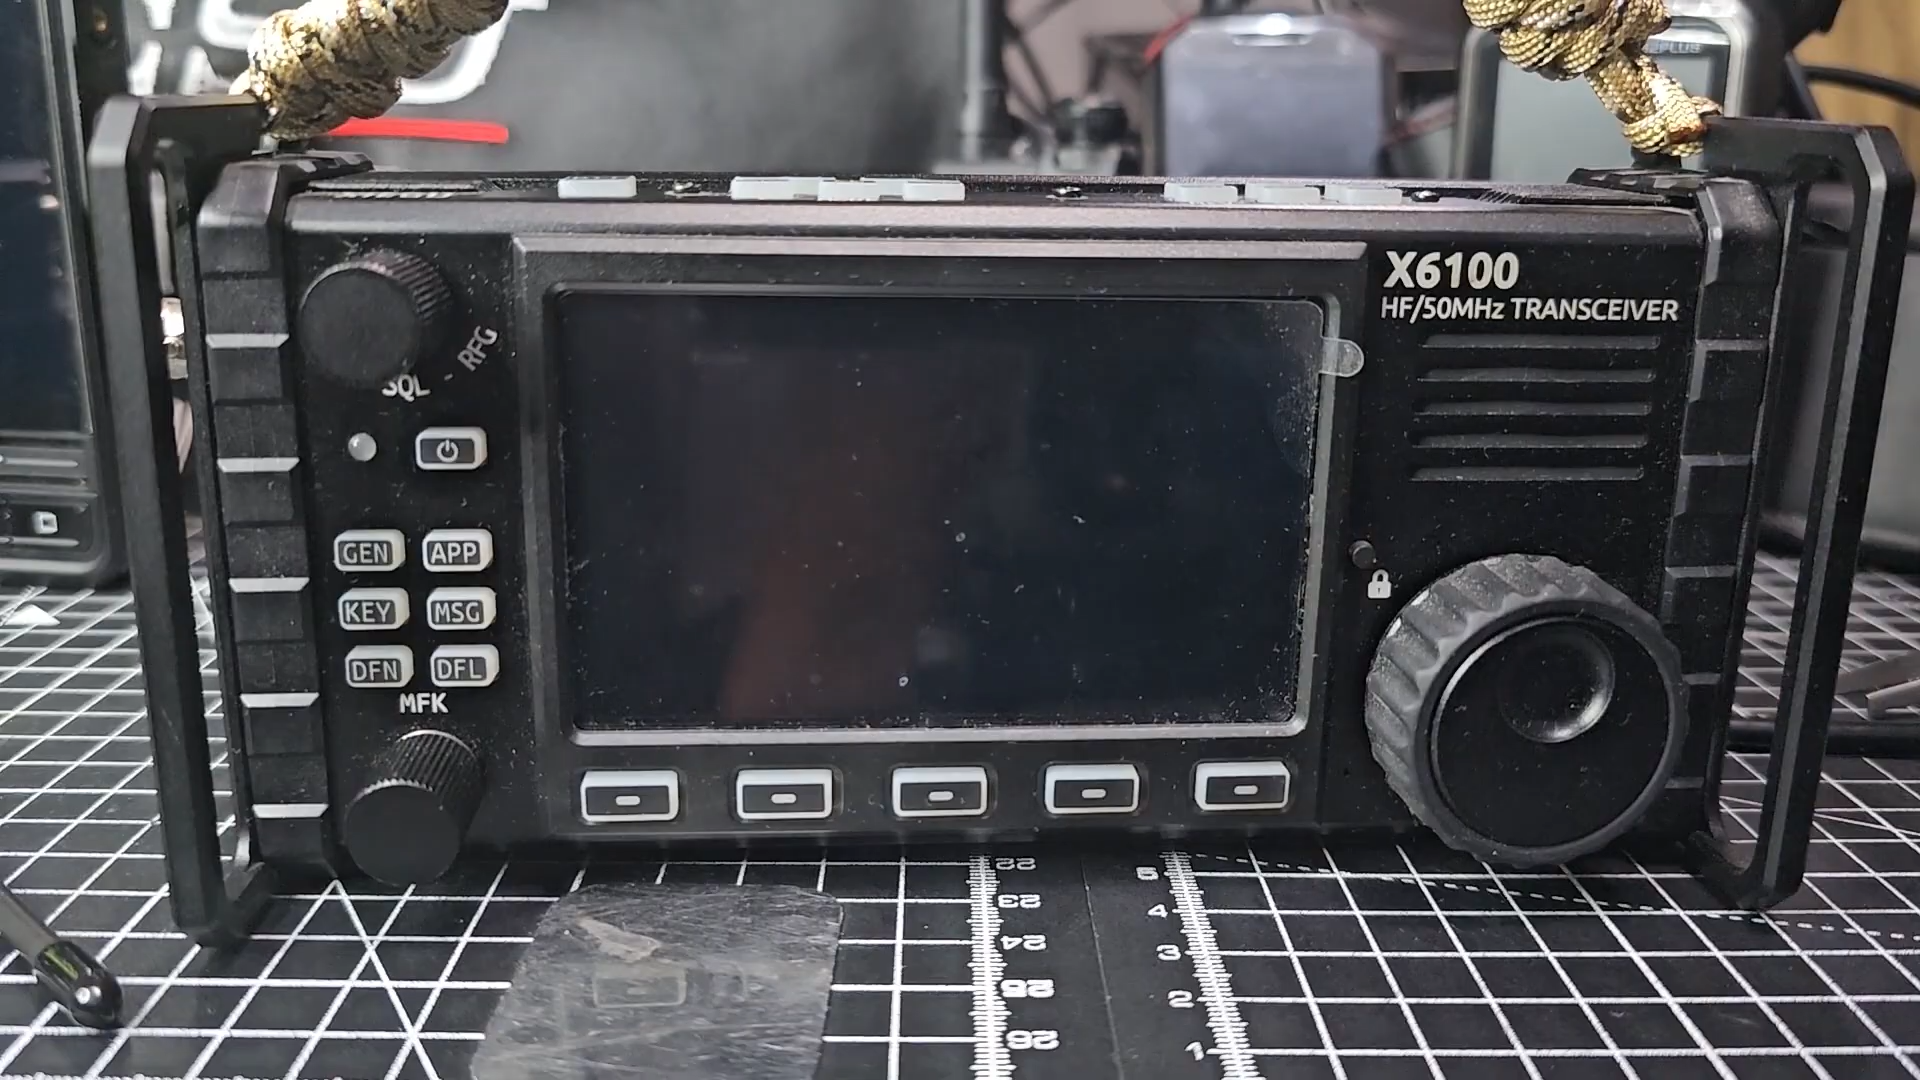 X6100
HF/50MHz TRANSCEIVER
SQL - RFG
GEN APP
KEY MSG
DFN DFL
MFK
22
23
24
25
26
5
4
3
2
1